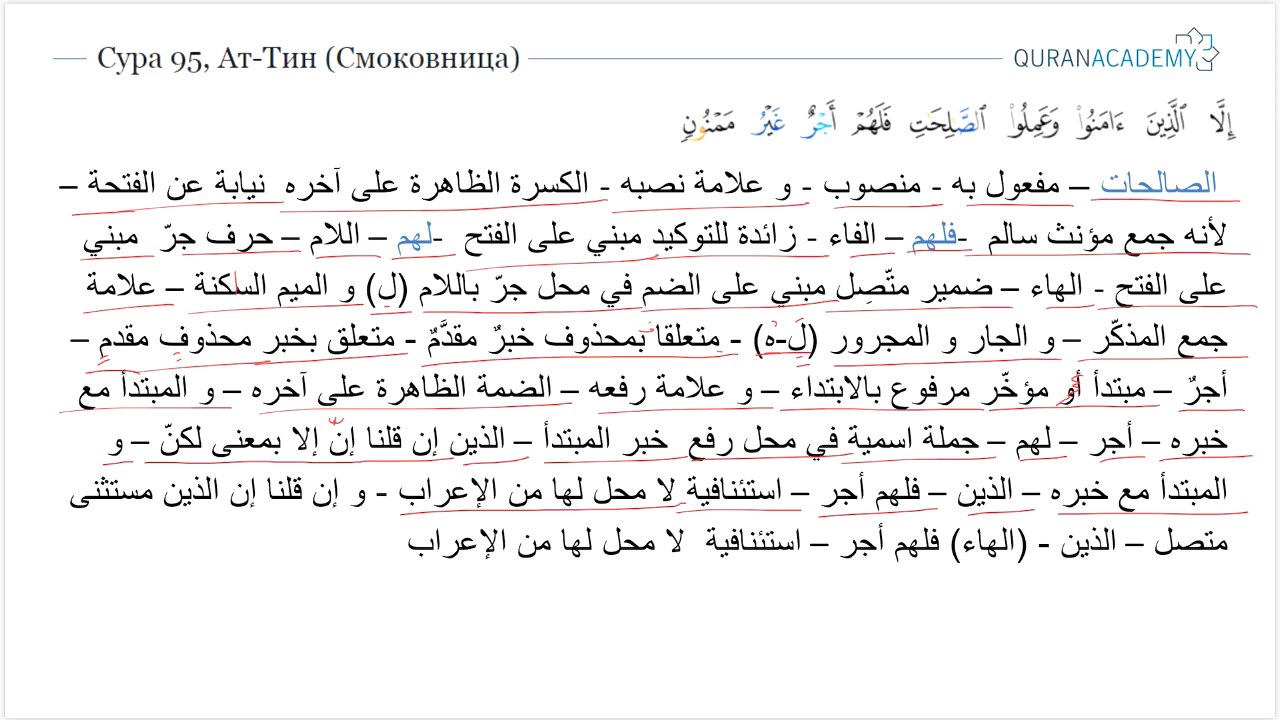 Сура 95, Ат-Тин (Смоковница)
QURANACADEMY
إِلَّا ٱلَّذِينَ ءَامَنُوا۟ وَعَمِلُوا۟ ٱلصَّـٰلِحَـٰتِ فَلَهُمْ أَجْرٌ غَيْرُ مَمْنُونٍ
الصالحات – مفعول به - منصوب - و علامة نصبه - الكسرة الظاهرة على آخره نيابة عن الفتحة –
لأنه جمع مؤنث سالم -فلهم – الفاء - زائدة للتوكيد مبني على الفتح -لهم – اللام – حرف جرّ مبني
على الفتح - الهاء – ضمير متّصل مبني على الضم في محل جرّ باللام (ل) و الميم السكنة – علامة
جمع المذكّر – و الجار و المجرور (لَ-ه) - متعلقا بمحذوف خبرٌ مقدَّمٌ - متعلق بخبر محذوفٍ مقدمٍ –
أجرٌ – مبتدأ أو مؤخّر مرفوع بالابتداء – و علامة رفعه – الضمة الظاهرة على آخره – و المبتدأ مع
خبره – أجر – لهم – جملة اسمية في محل رفع خبر المبتدأ – الذين إن قلنا إنّ إلا بمعنى لكنّ – و
المبتدأ مع خبره – الذين – فلهم أجر – استئنافية لا محل لها من الإعراب - و إن قلنا إن الذين مستثنى
متصل – الذين - (الهاء) فلهم أجر – استئنافية لا محل لها من الإعراب